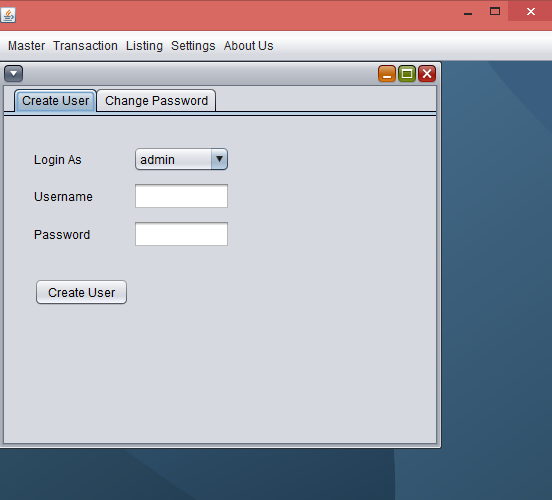 Master Transaction Listing Settings About Us
Create User Change Password
Login As admin
Username
Password
Create User